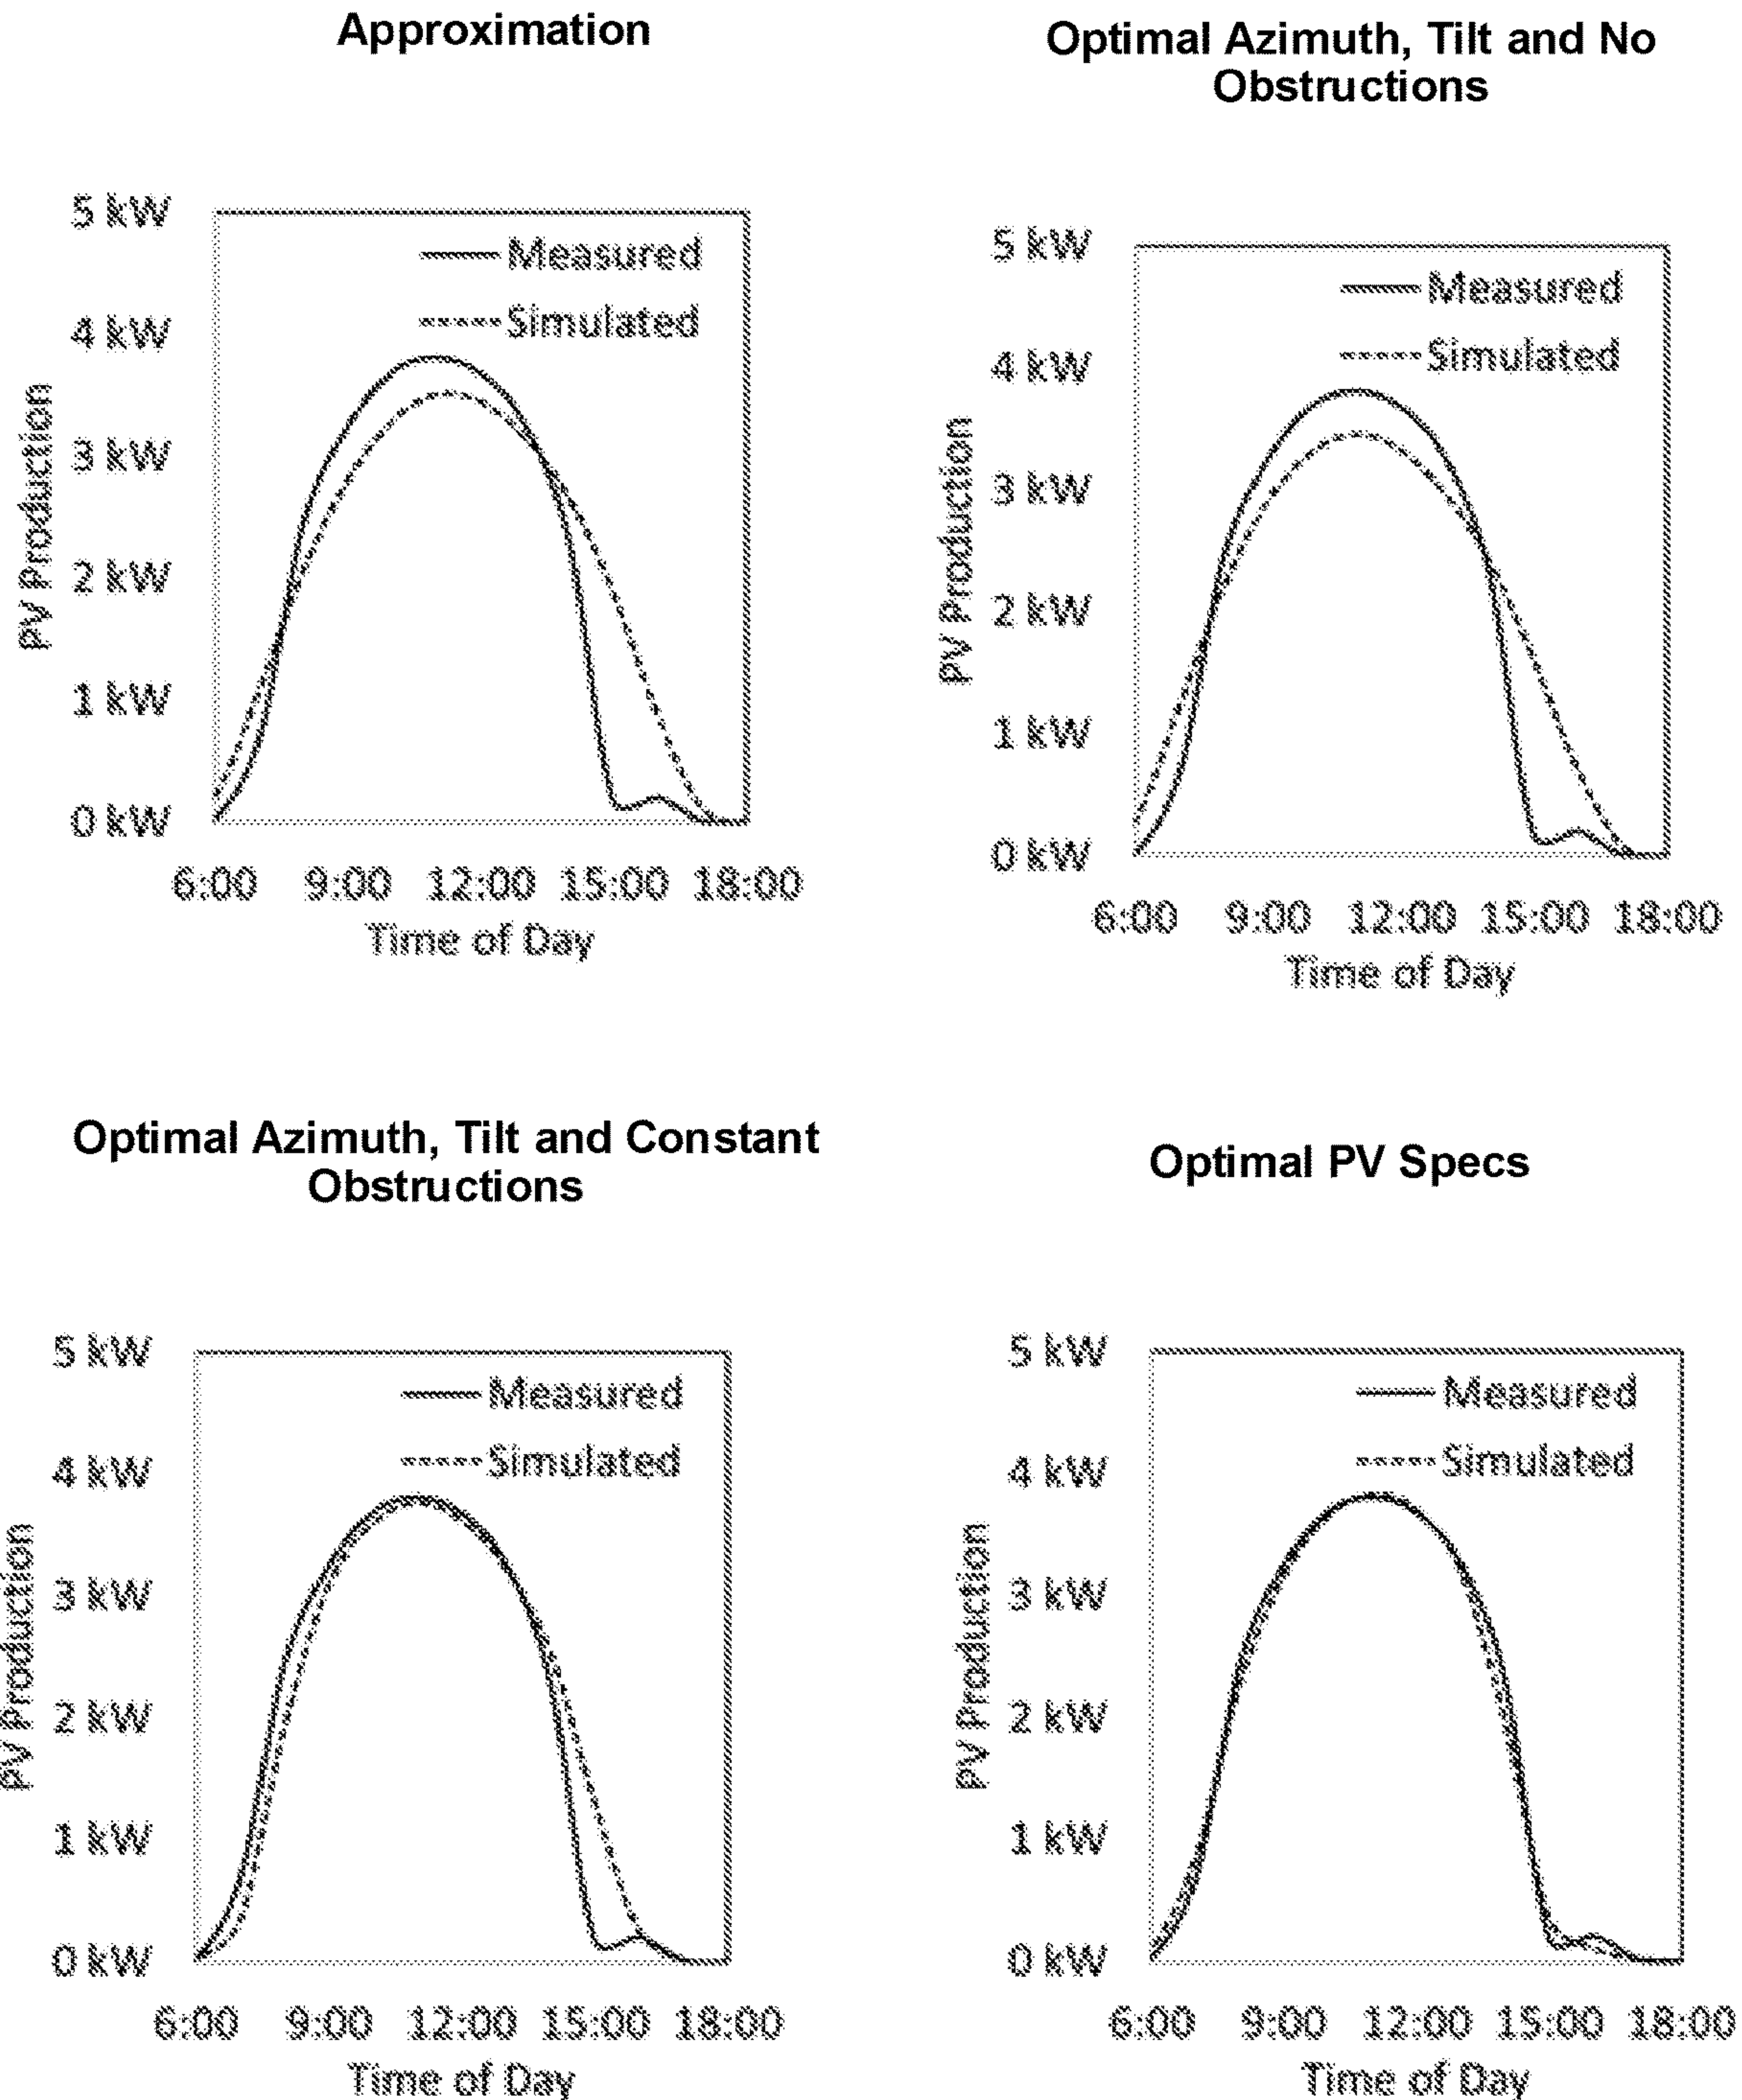 Approximation
5 kW
4 kW
3 kW
2 kW
1 kW
0 kW
PV Production
Measured
Simulated
6:00 9:00 12:00 15:00 18:00
Time of Day
Optimal Azimuth, Tilt and No
Obstructions
5 kW
4 kW
3 kW
2 kW
1 kW
0 kW
PV Production
Measured
Simulated
6:00 9:00 12:00 15:00 18:00
Time of Day
Optimal Azimuth, Tilt and Constant
Obstructions
5 kW
4 kW
3 kW
2 kW
1 kW
0 kW
PV Production
Measured
Simulated
6:00 9:00 12:00 15:00 18:00
Time of Day
Optimal PV Specs
5 kW
4 kW
3 kW
2 kW
1 kW
0 kW
PV Production
Measured
Simulated
6:00 9:00 12:00 15:00 18:00
Time of Day